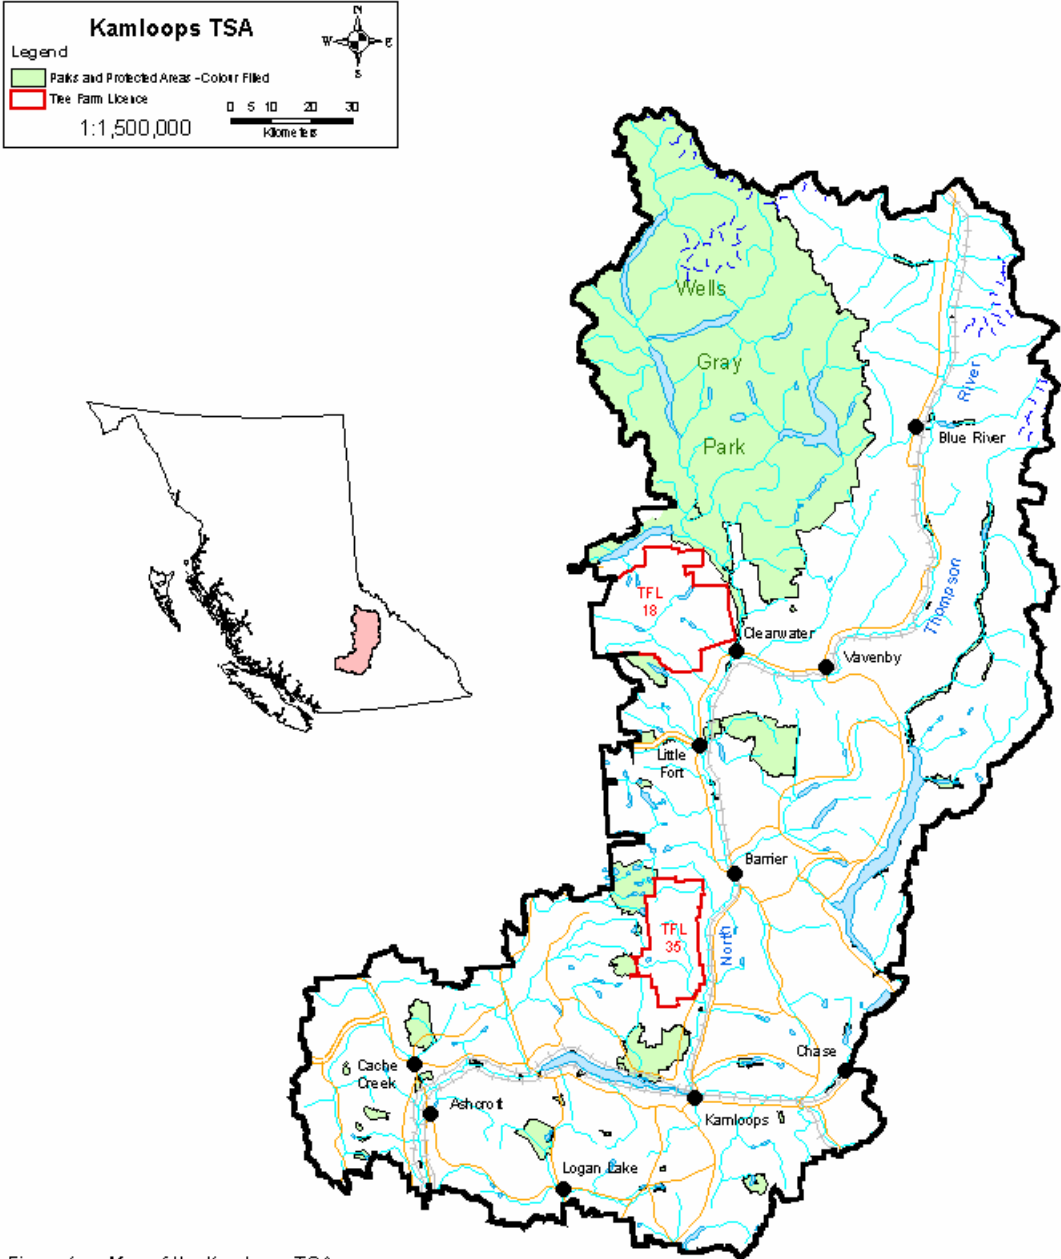 Kamloops TSA
N
W E
S
Legend
Parks and Protected Areas - Colour Filled
Tree Farm Licence
0 5 10 20 30
Kilometers
1:1,500,000
Wells
Gray
Park
River
Blue River
Thompson
TFL
18
Clearwater
Vavenby
Little
Fort
Barrier
TFL
35
North
Chase
Cache
Creek
Ashcroft
Kamloops
Logan Lake